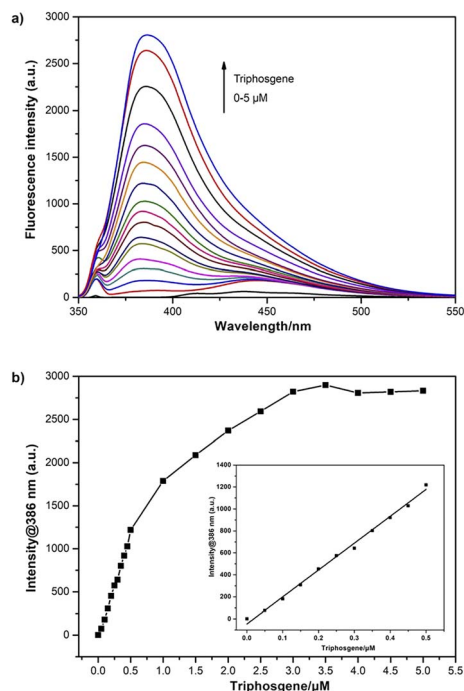 a)
3000
2500
2000
1500
1000
500
0
Fluorescence intensity (a.u.)
Triphosgene
0-5 µM
350
400
450
500
550
Wavelength/nm
b)
3000
2500
2000
1500
1000
500
0
Intensity@386 nm (a.u.)
1400
1200
1000
800
600
400
200
0
Intensity@386 nm (a.u.)
0.0 0.1 0.2 0.3 0.4 0.5
Triphosgene/µM
0.0 0.5 1.0 1.5 2.0 2.5 3.0 3.5 4.0 4.5 5.0 5.5
Triphosgene/µM